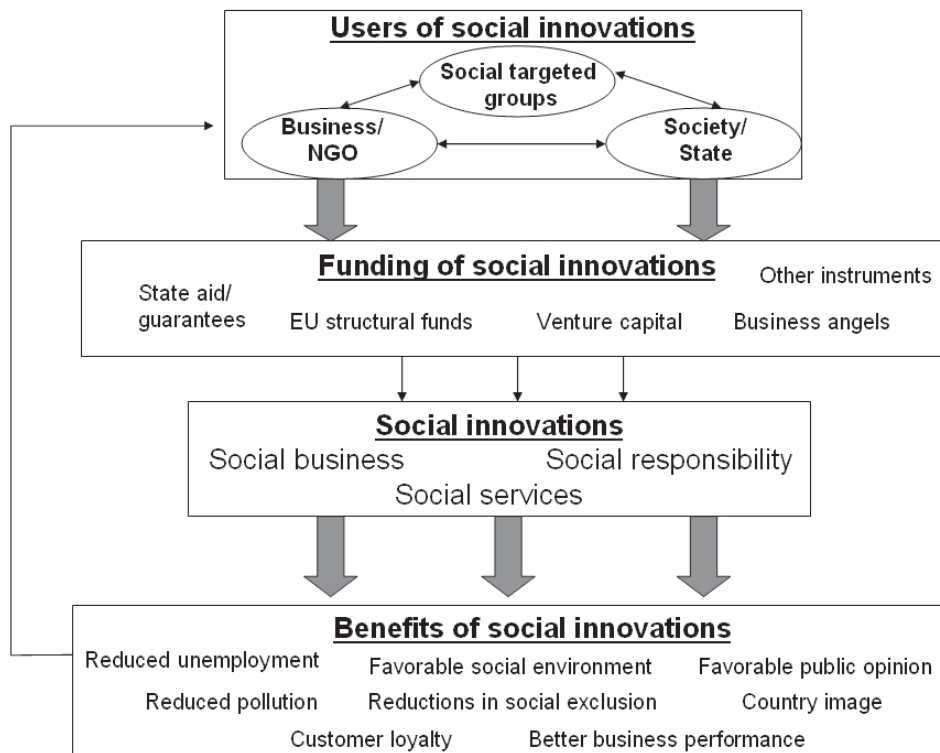 Users of social innovations
Social targeted
groups
Business/
NGO
Society/
State
Funding of social innovations
Other instruments
State aid/
guarantees
EU structural funds
Venture capital
Business angels
Social innovations
Social business
Social responsibility
Social services
Benefits of social innovations
Reduced unemployment
Favorable social environment
Favorable public opinion
Reduced pollution
Reductions in social exclusion
Country image
Customer loyalty
Better business performance